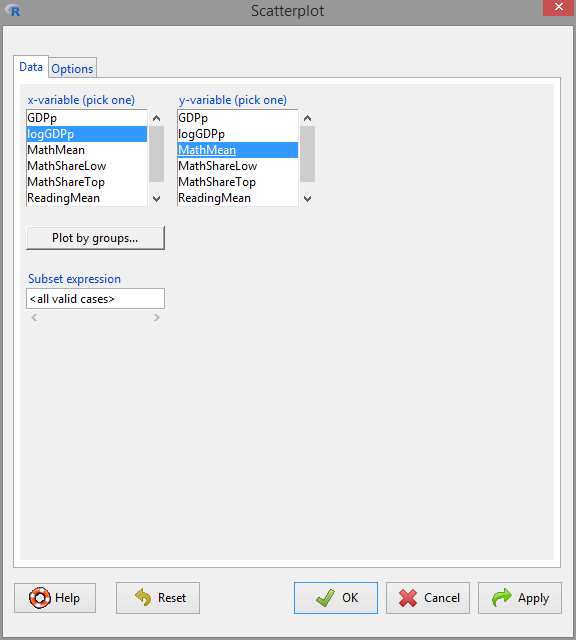 R
Scatterplot
Data
Options
x-variable (pick one)
GDPp
logGDPp
MathMean
MathShareLow
MathShareTop
ReadingMean
y-variable (pick one)
GDPp
logGDPp
MathMean
MathShareLow
MathShareTop
ReadingMean
Plot by groups...
Subset expression
<all valid cases>
Help
Reset
OK
Cancel
Apply